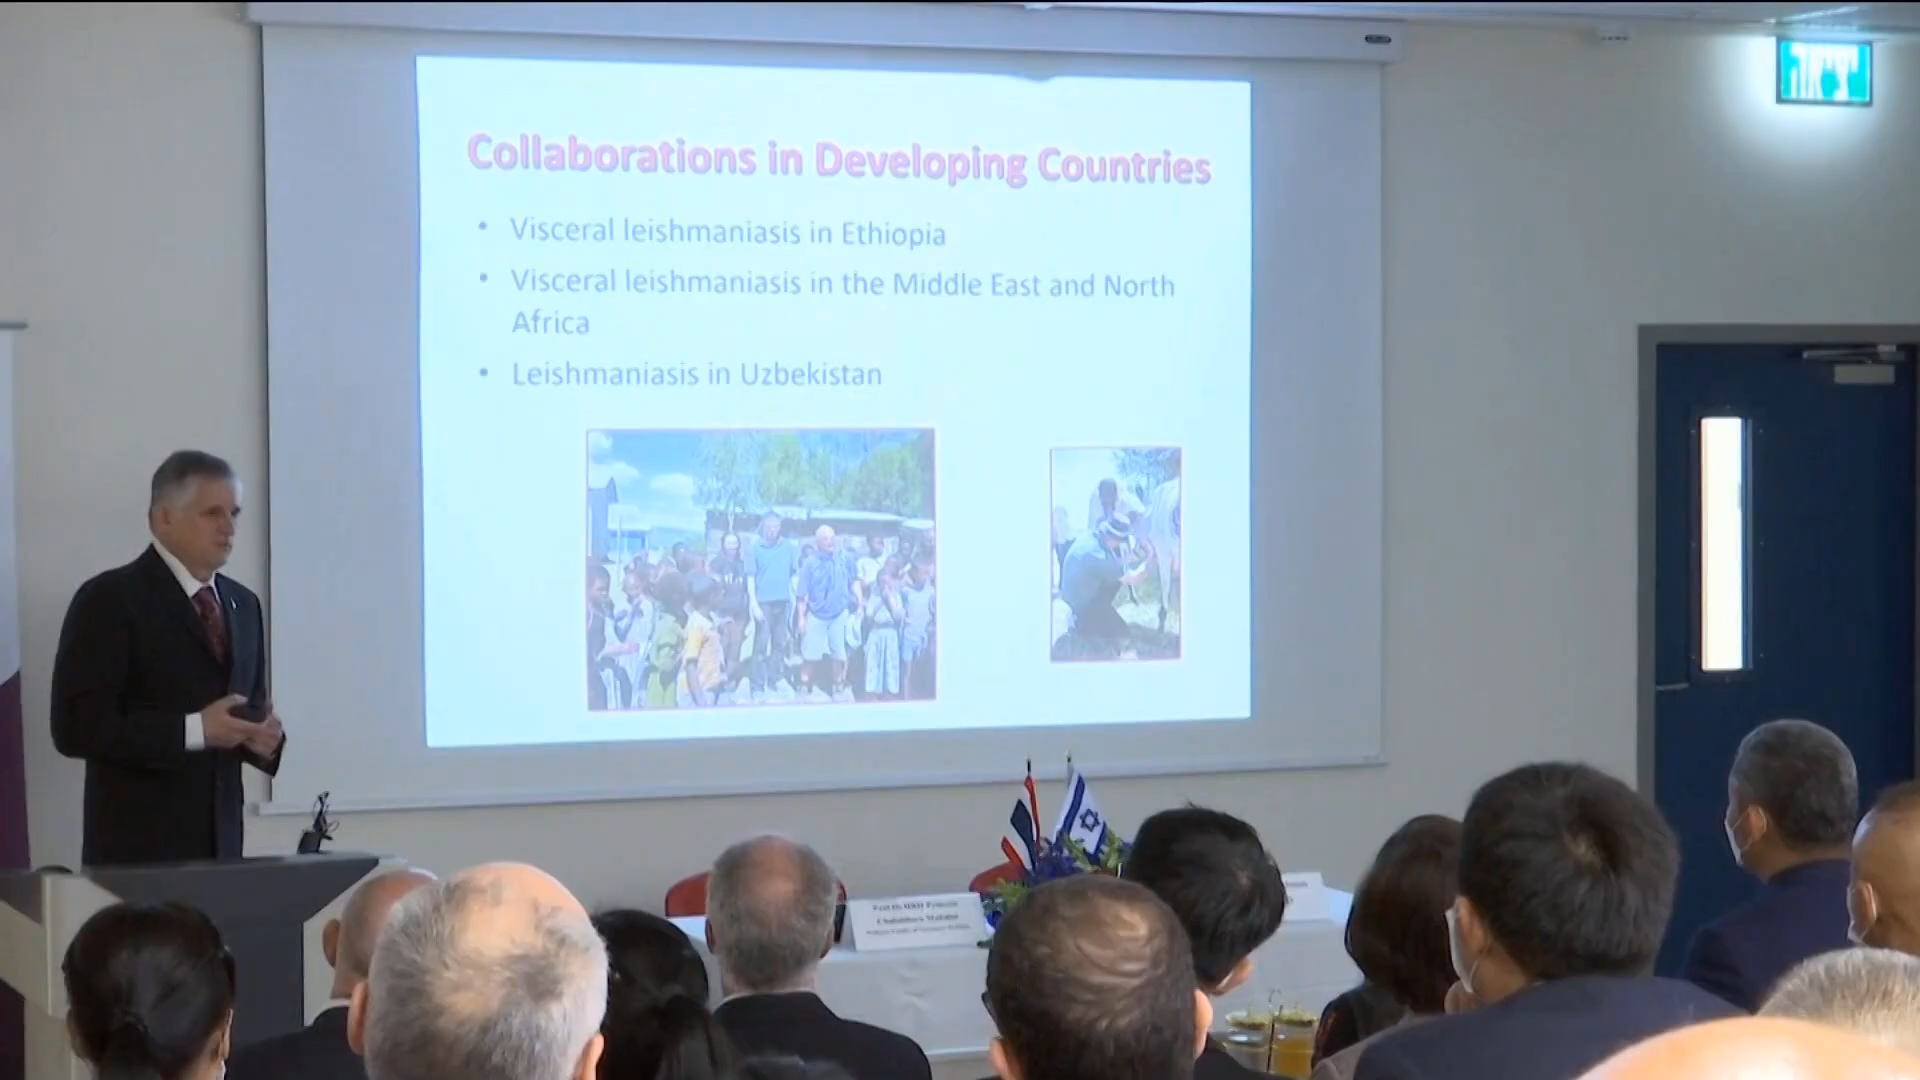 Collaborations in Developing Countries
• Visceral leishmaniasis in Ethiopia
• Visceral leishmaniasis in the Middle East and North
Africa
• Leishmaniasis in Uzbekistan